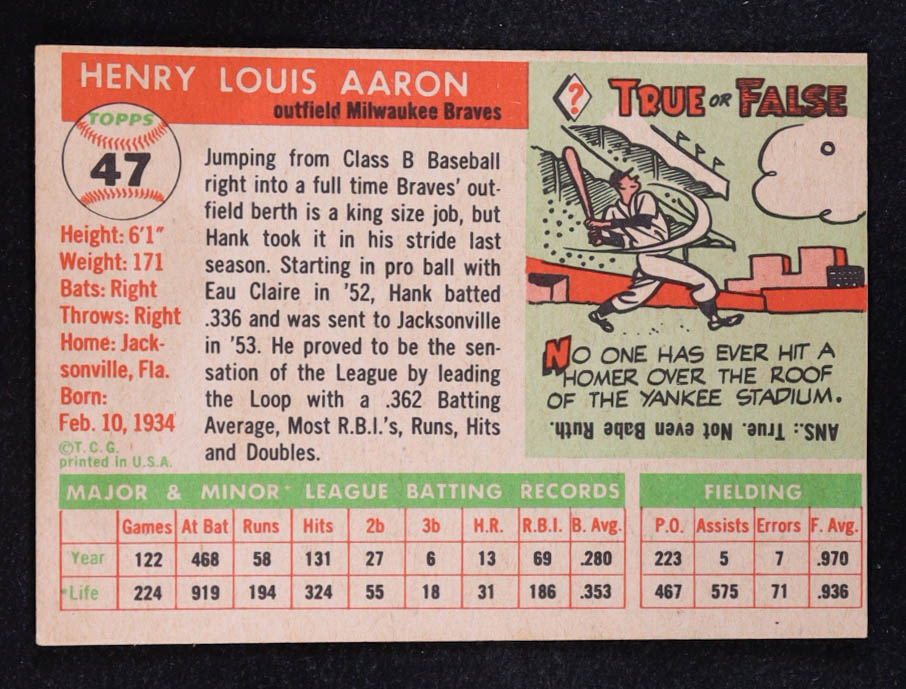 HENRY LOUIS AARON
outfield Milwaukee Braves
TOPPS
47
Height: 6'1"
Weight: 171
Bats: Right
Throws: Right
Home: Jack-
sonville, Fla.
Born:
Feb. 10, 1934
©T.C.G.
printed in U.S.A.
Jumping from Class B Baseball
right into a full time Braves' out-
field berth is a king size job, but
Hank took it in his stride last
season. Starting in pro ball with
Eau Claire in '52, Hank batted
.336 and was sent to Jacksonville
in '53. He proved to be the sen-
sation of the League by leading
the Loop with a .362 Batting
Average, Most R.B.I.'s, Runs, Hits
and Doubles.
? TRUE OR FALSE
NO ONE HAS EVER HIT A
HOMER OVER THE ROOF
OF THE YANKEE STADIUM.
ANS.: True. Not even Babe Ruth.
MAJOR & MINOR* LEAGUE BATTING RECORDS
Games At Bat Runs Hits 2b 3b H.R. R.B.I. B. Avg.
Year 122 468 58 131 27 6 13 69 .280
*Life 224 919 194 324 55 18 31 186 .353
FIELDING
P.O. Assists Errors F. Avg.
223 5 7 .970
467 575 71 .936